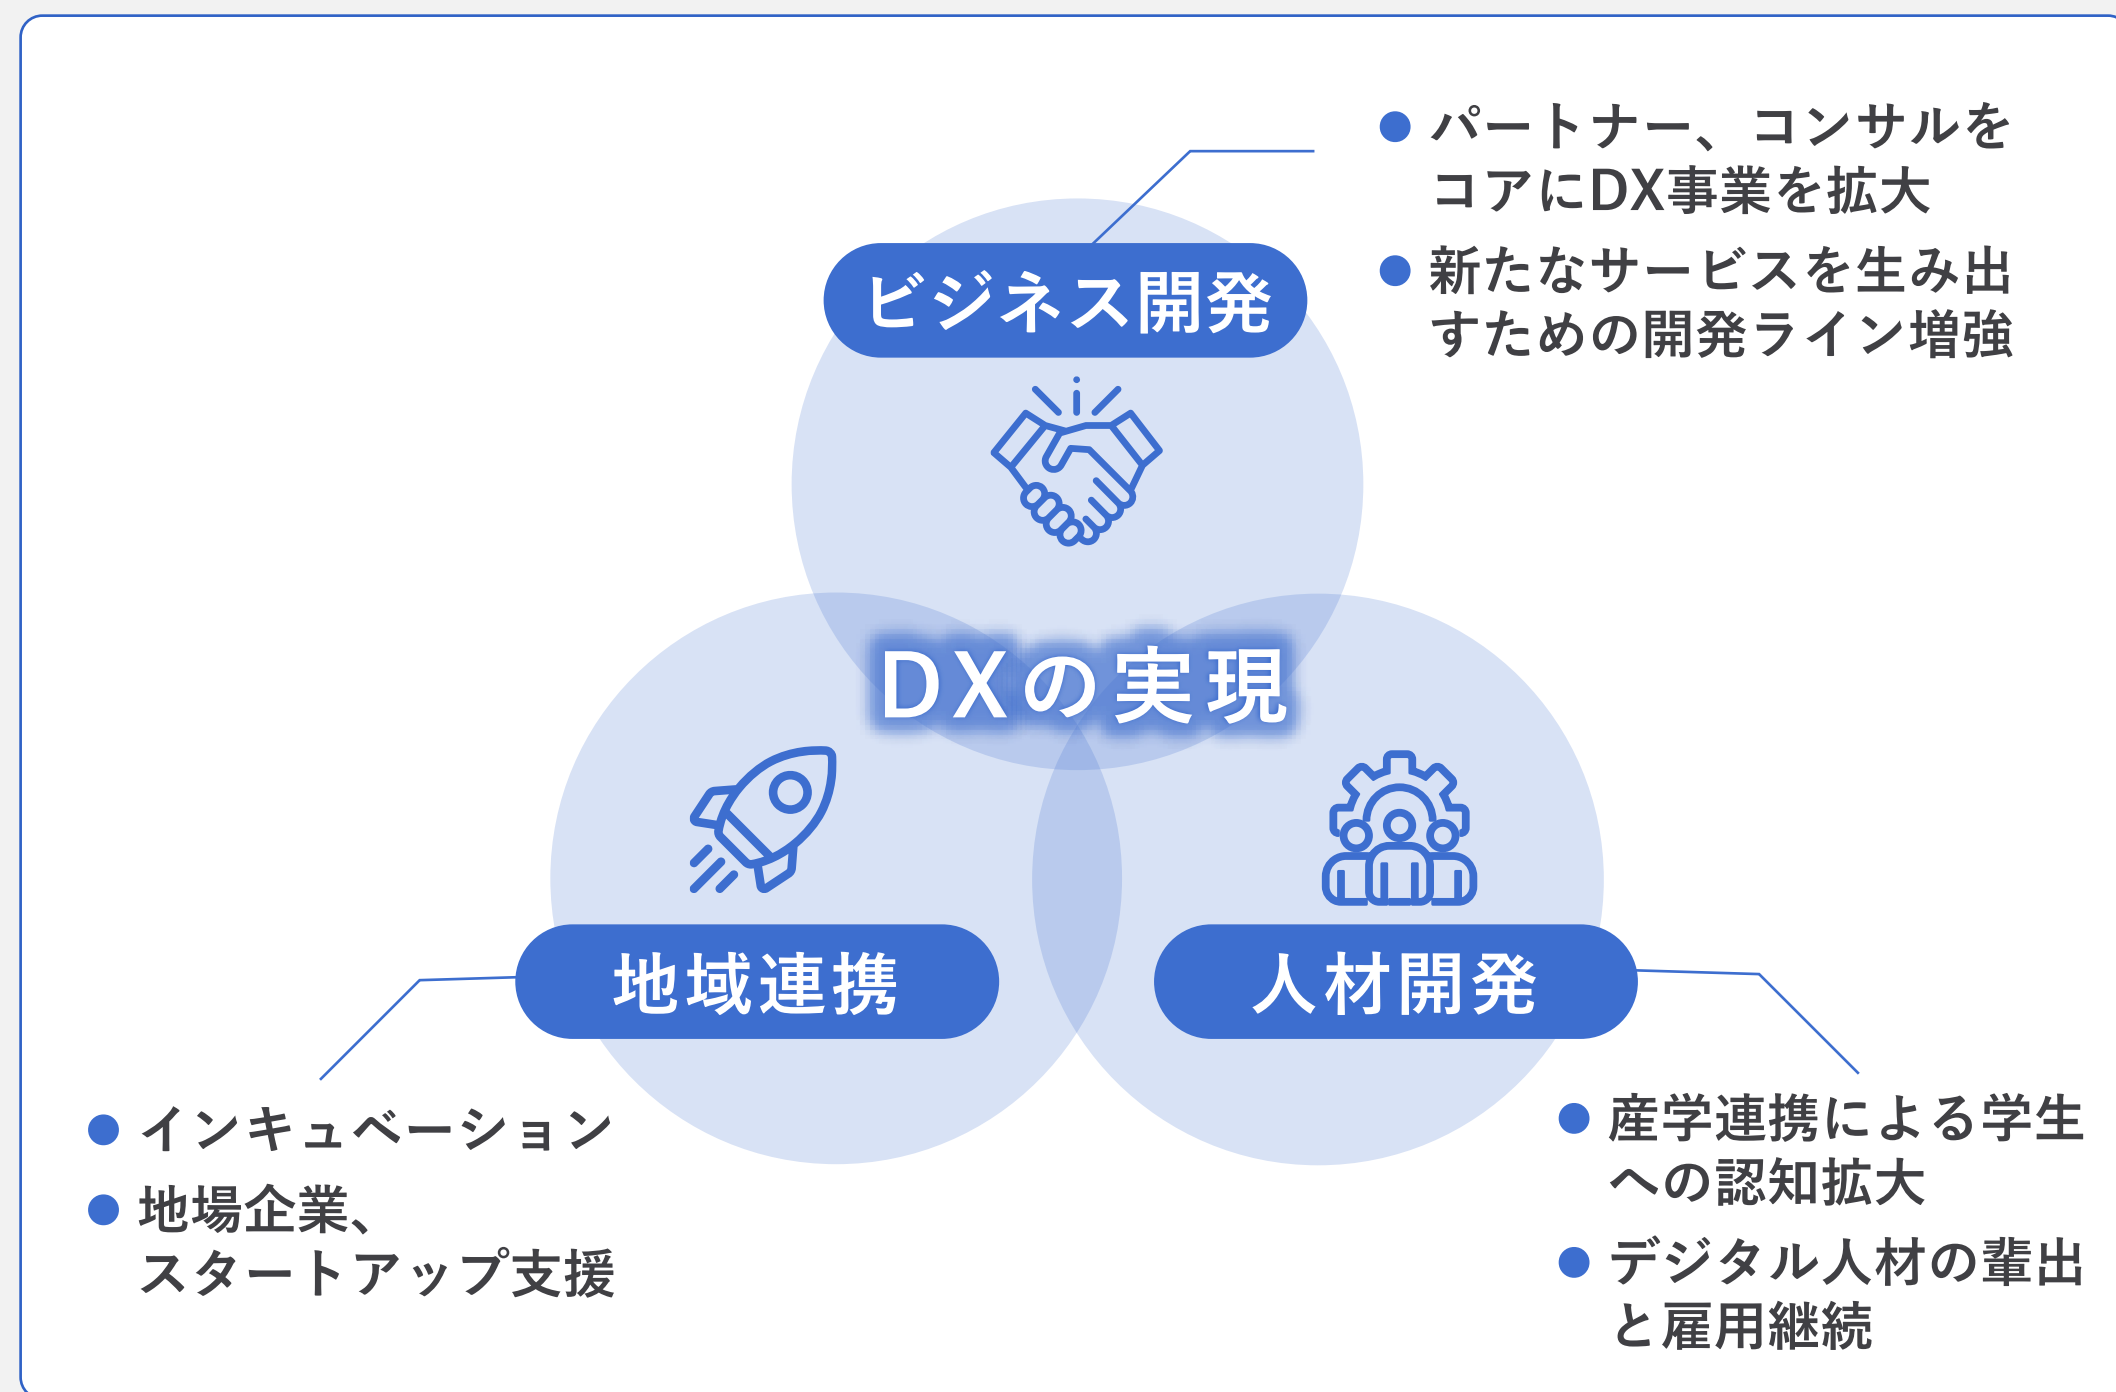 パートナー、コンサルを
コアにDX事業を拡大
新たなサービスを生み出
すための開発ライン増強
ビジネス開発
DXの実現
地域連携
人材開発
インキュベーション
地場企業、
スタートアップ支援
産学連携による学生
への認知拡大
デジタル人材の輩出
と雇用継続